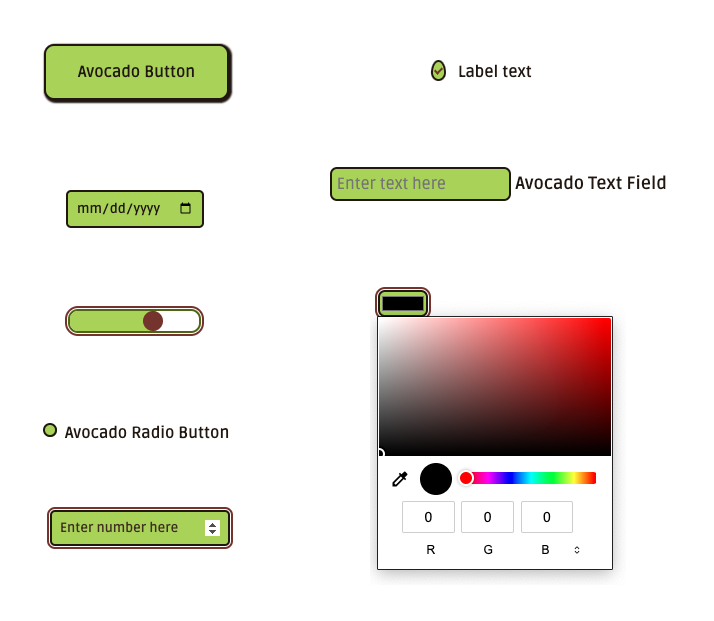 Avocado Button
Label text
Enter text here
Avocado Text Field
mm/dd/yyyy
Avocado Radio Button
Enter number here
0 0 0
R G B